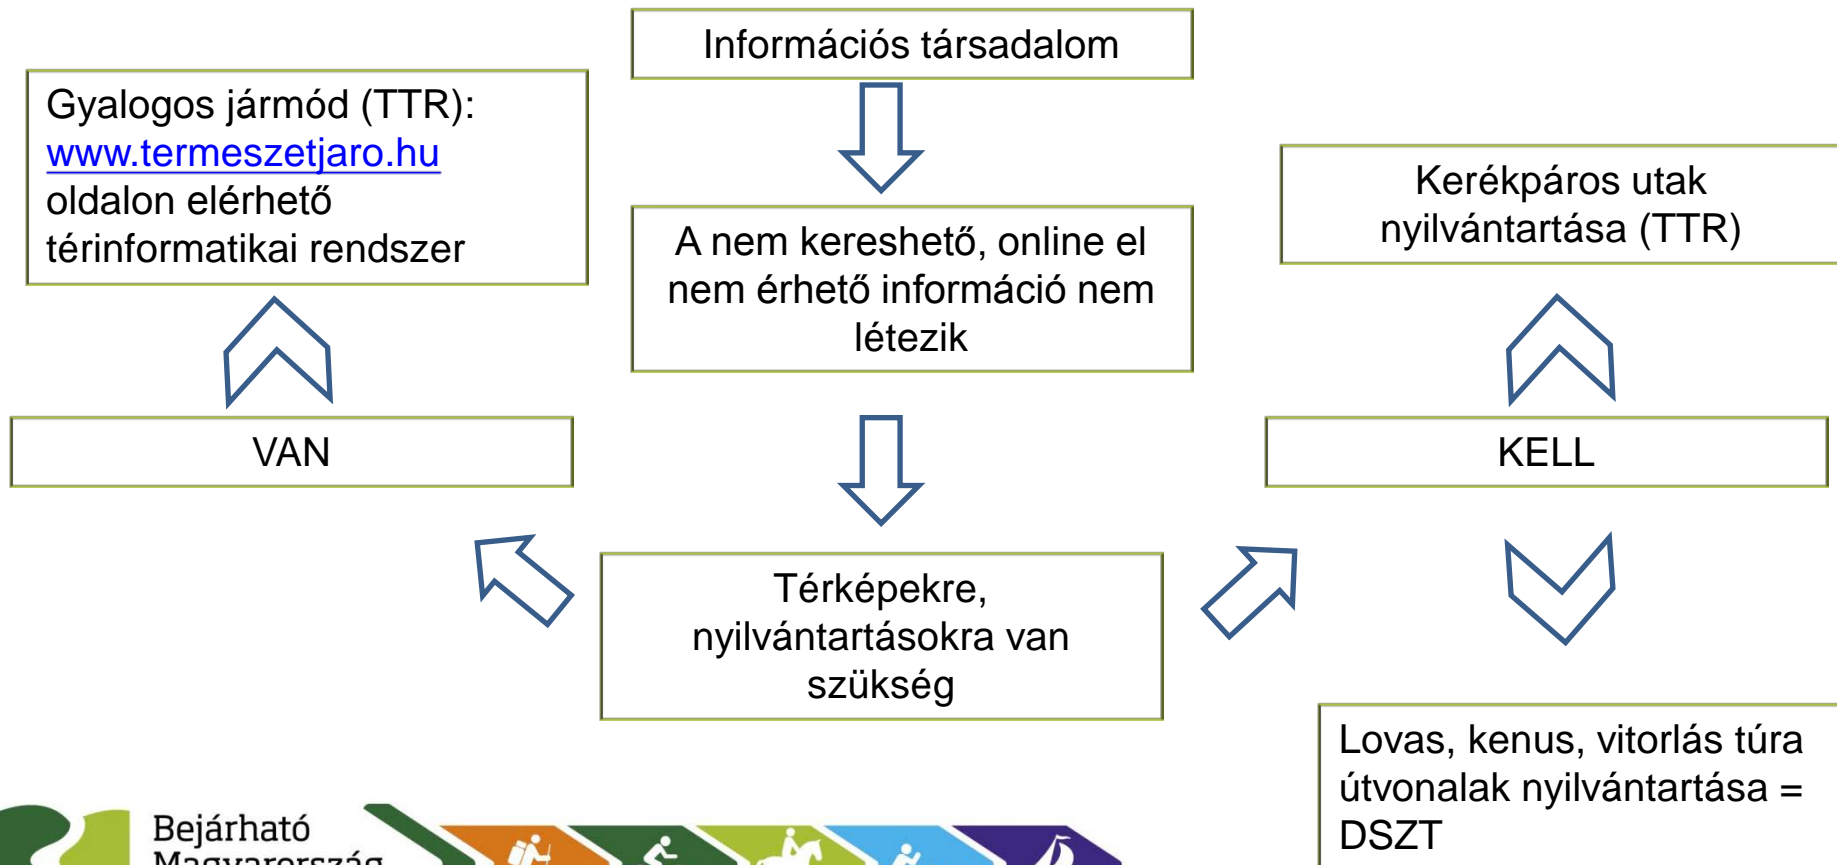 Információs társadalom
Gyalogos jármód (TTR):
www.termeszetjaro.hu
oldalon elérhető
térinformatikai rendszer
A nem kereshető, online el
nem érhető információ nem
létezik
Kerékpáros utak
nyilvántartása (TTR)
VAN
KELL
Térképekre,
nyilvántartásokra van
szükség
Lovas, kenus, vitorlás túra
útvonalak nyilvántartása =
DSZT
Bejárható
Magyarország